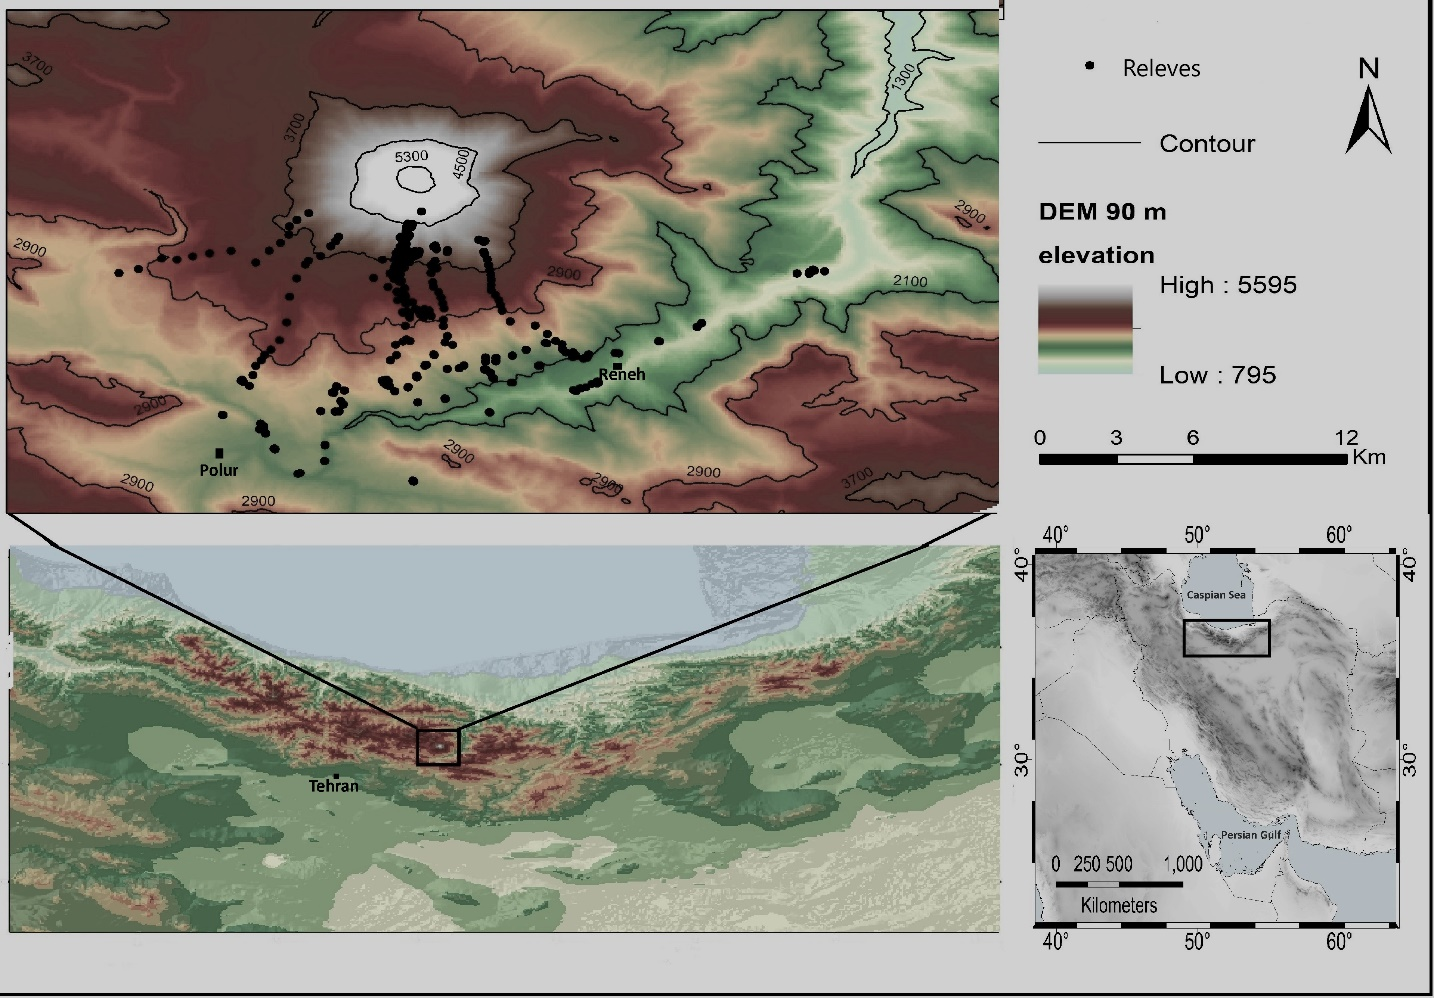 3700
3700
5300
4500
1300
2900
2900
2900
2100
Reneh
2900
Polur
2900
2900
2900
2900
2900
3700
Releves
N
Contour
DEM 90 m
elevation
High : 5595
Low : 795
0 3 6 12
Km
Tehran
40° 50° 60°
40° 40°
Caspian Sea
30° 30°
Persian Gulf
0 250 500 1,000
Kilometers
40° 50° 60°